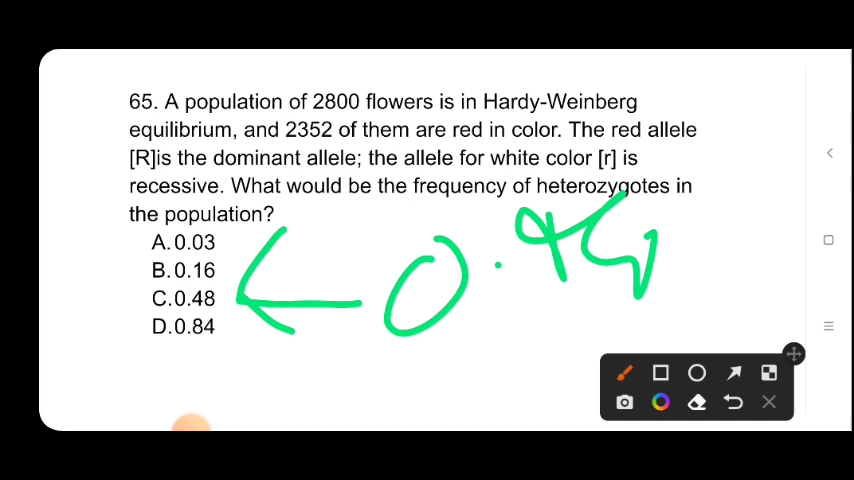 65. A population of 2800 flowers is in Hardy-Weinberg
equilibrium, and 2352 of them are red in color. The red allele
[R]is the dominant allele; the allele for white color [r] is
recessive. What would be the frequency of heterozygotes in
the population?
A.0.03
B.0.16
C.0.48
D.0.84